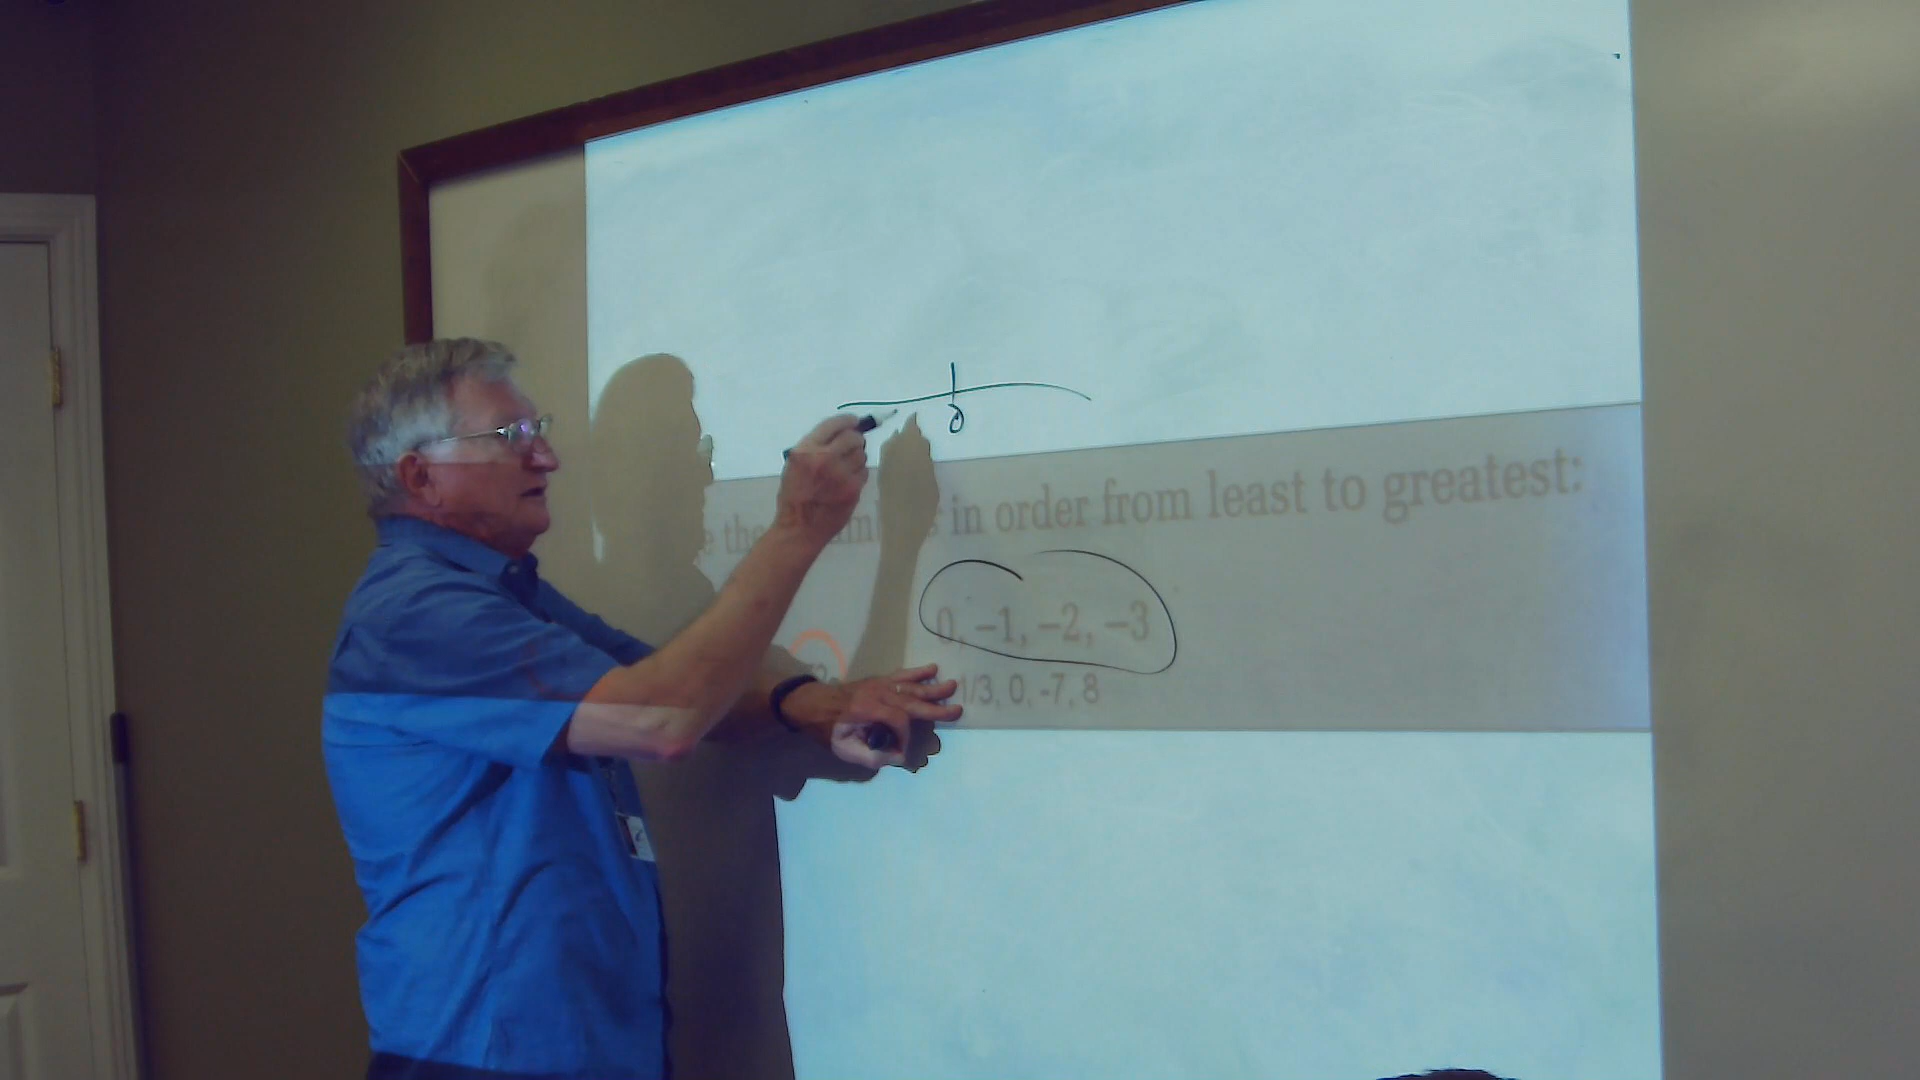 0
in order from least to greatest:
0, –1, –2, –3
1/3, 0, -7, 8